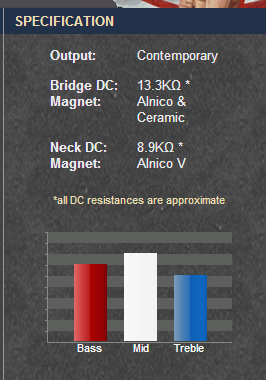 SPECIFICATION
Output: Contemporary
Bridge DC: 13.3KΩ *
Magnet: Alnico &
Ceramic
Neck DC: 8.9KΩ *
Magnet: Alnico V
*all DC resistances are approximate
Bass Mid Treble